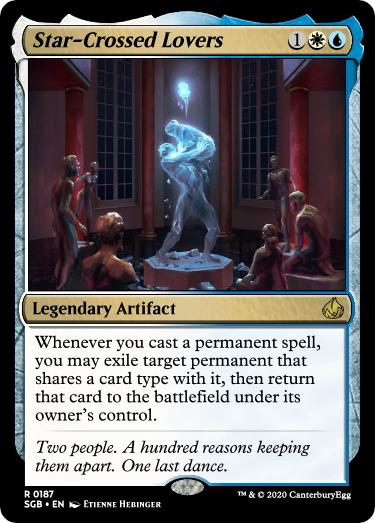 Star-Crossed Lovers 1
Legendary Artifact
Whenever you cast a permanent spell,
you may exile target permanent that
shares a card type with it, then return
that card to the battlefield under its
owner's control.
Two people. A hundred reasons keeping
them apart. One last dance.
R 0187
SGB • EN Etienne Hebinger
™ & © 2020 CanterburyEgg